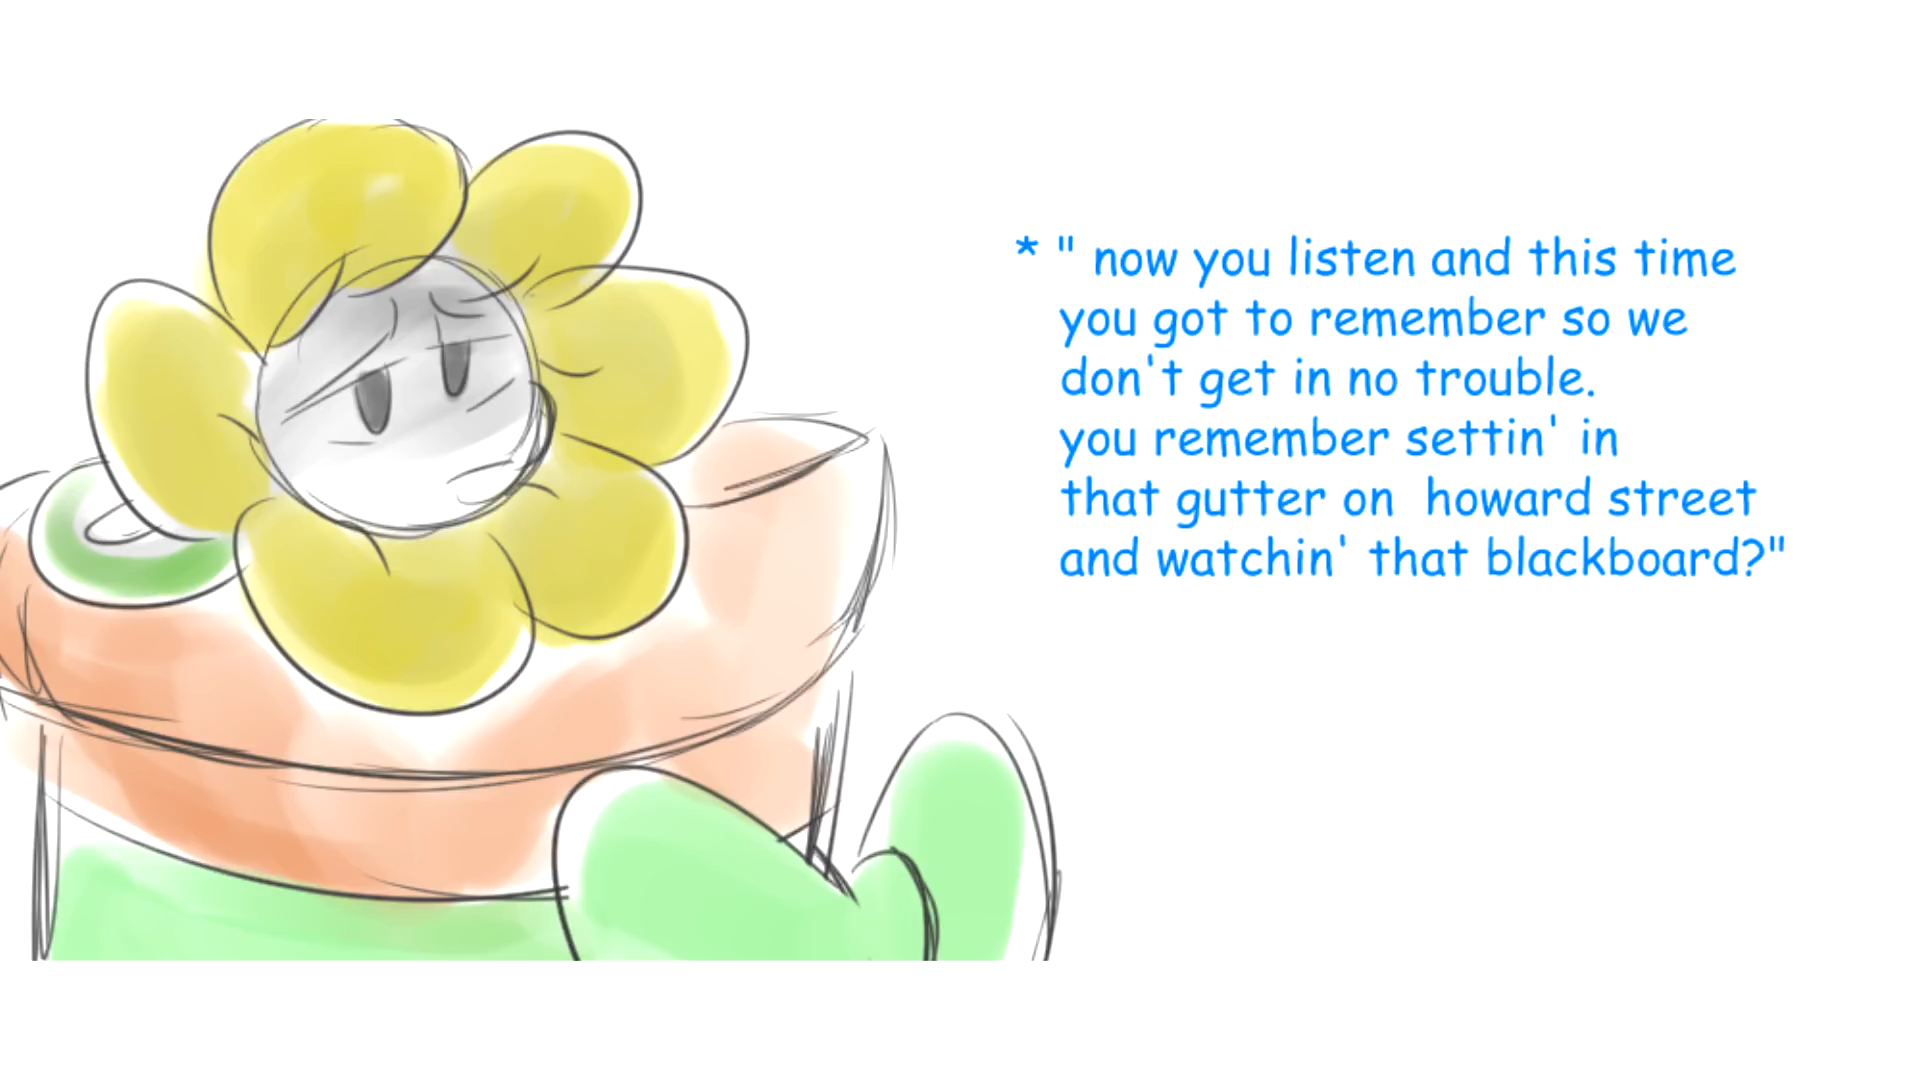 * " now you listen and this time
you got to remember so we
don't get in no trouble.
you remember settin' in
that gutter on howard street
and watchin' that blackboard?"